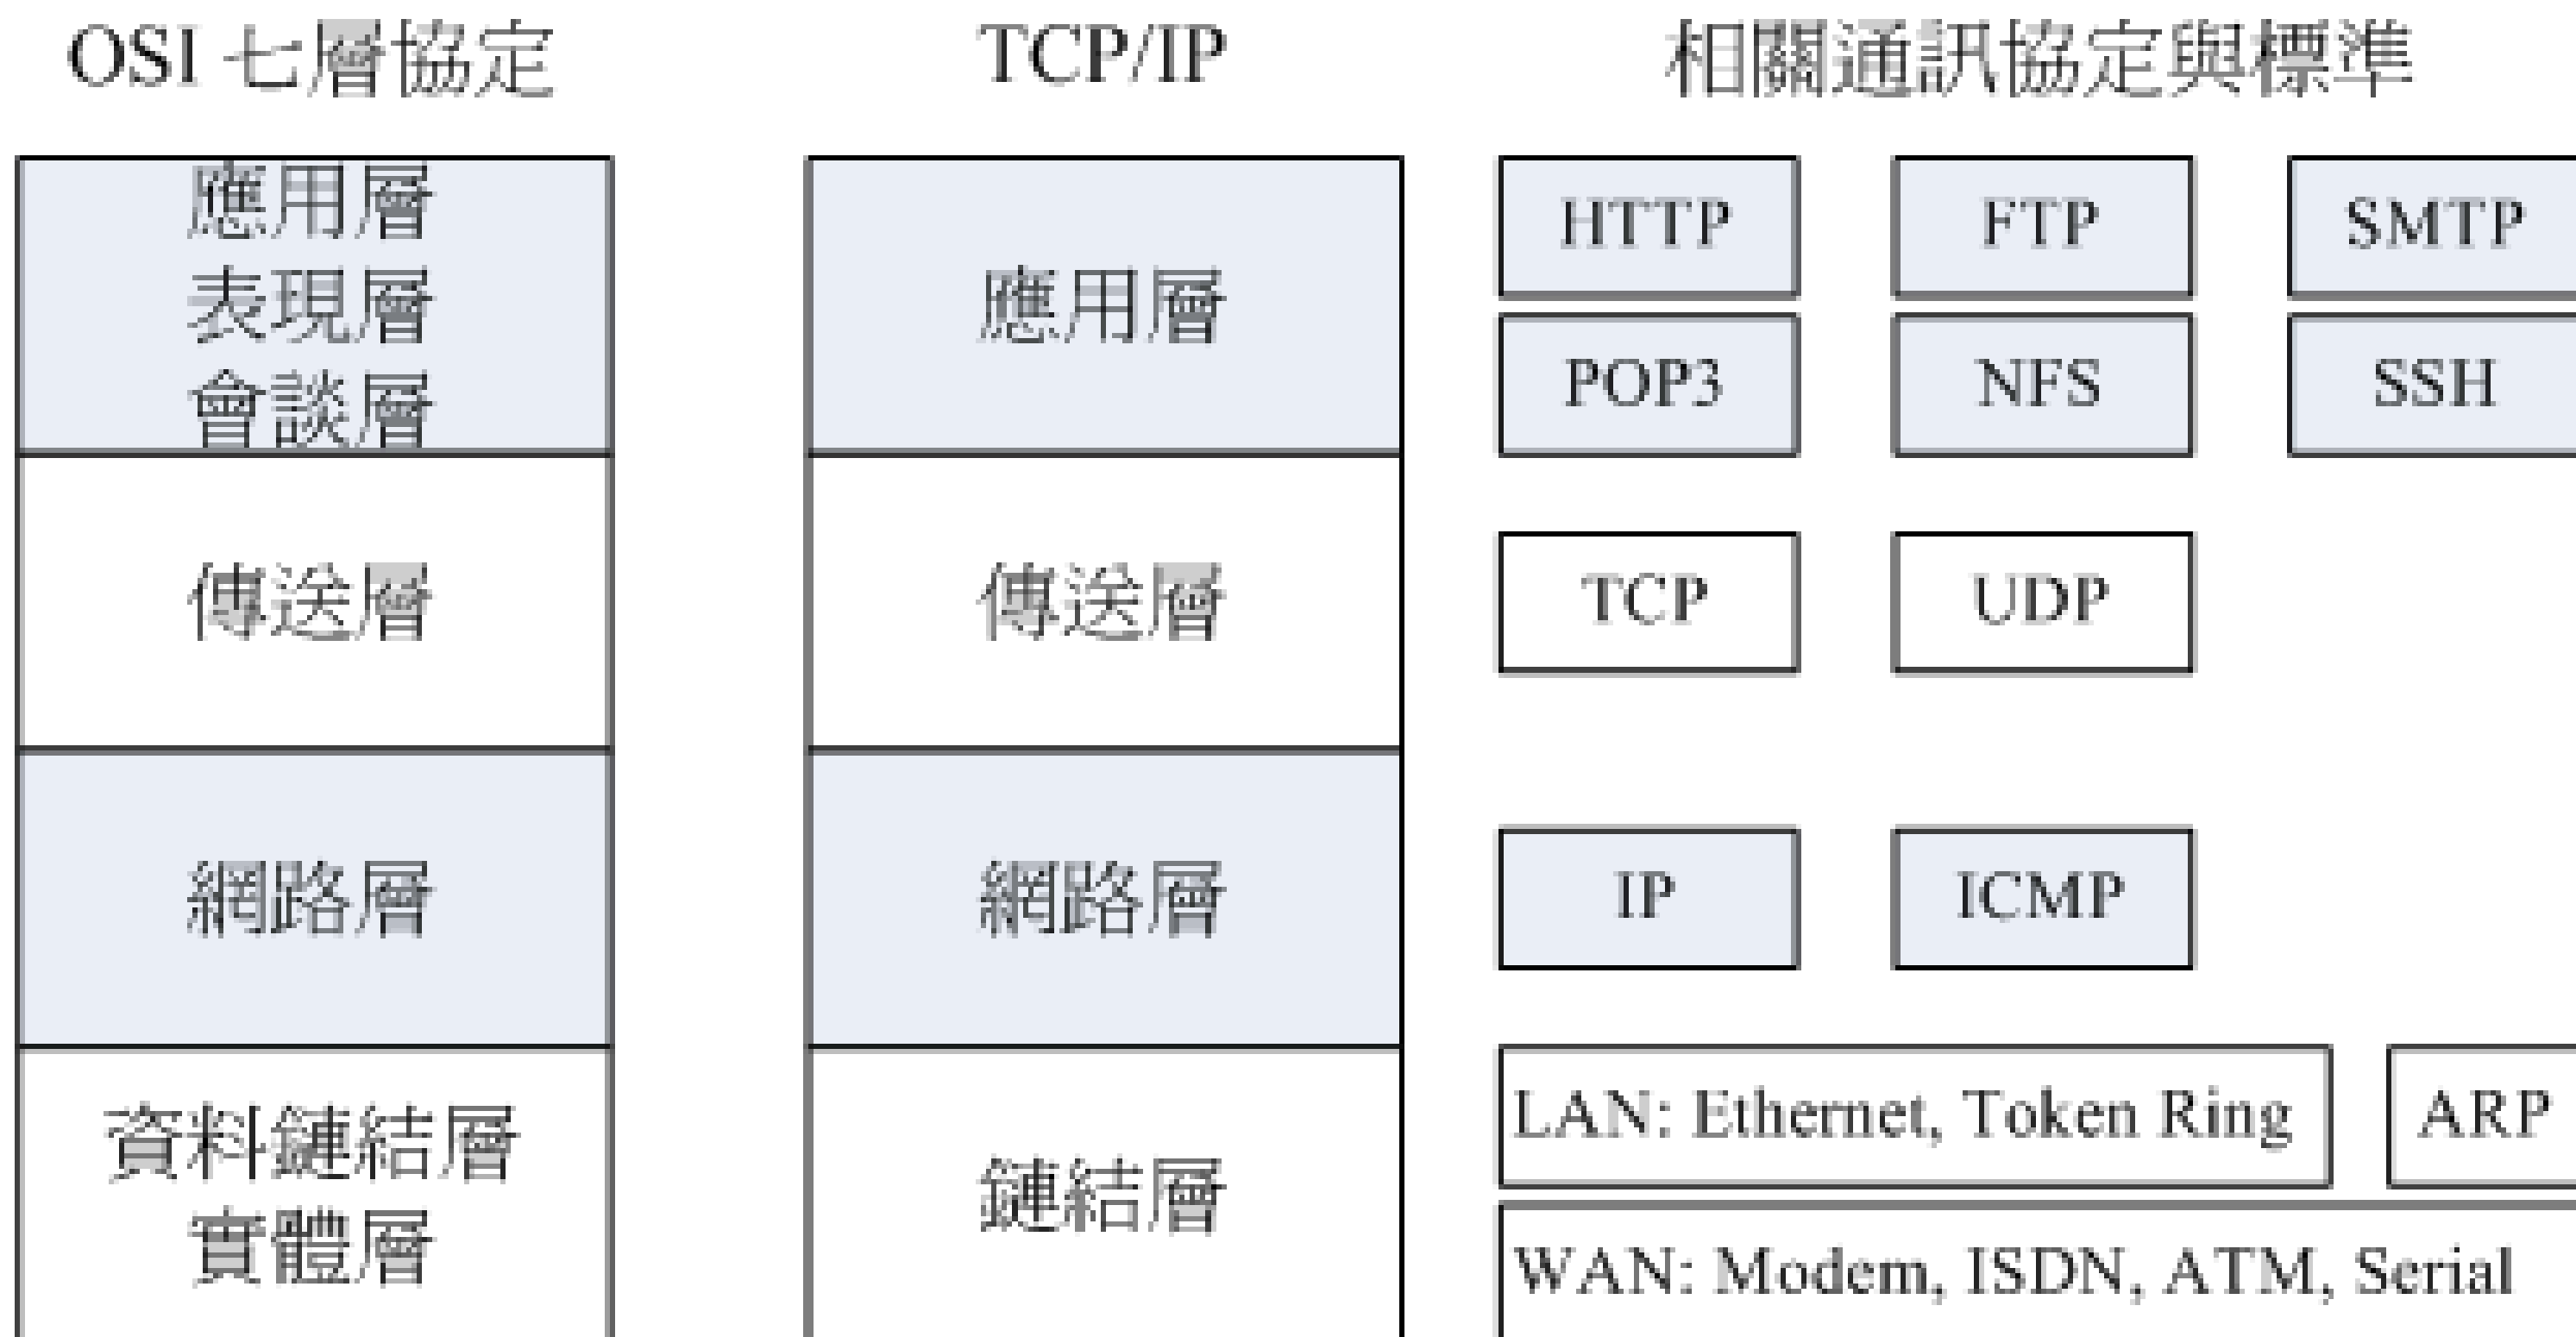 OSI 七層協定
TCP/IP
相關通訊協定與標準
應用層
表現層
會談層
應用層
HTTP
FTP
SMTP
POP3
NFS
SSH
傳送層
傳送層
TCP
UDP
網路層
網路層
IP
ICMP
資料鏈結層
實體層
鏈結層
LAN: Ethernet, Token Ring
ARP
WAN: Modem, ISDN, ATM, Serial